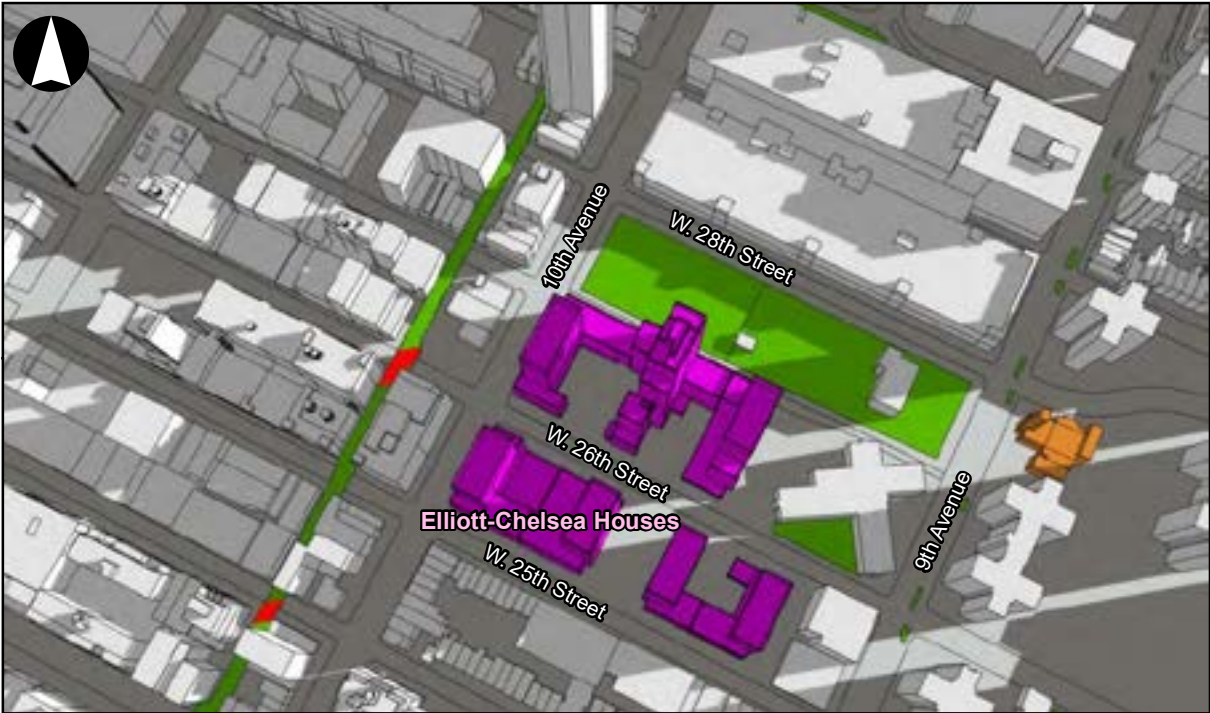 W. 28th Street
10th Avenue
W. 26th Street
Elliott-Chelsea Houses
9th Avenue
W. 25th Street